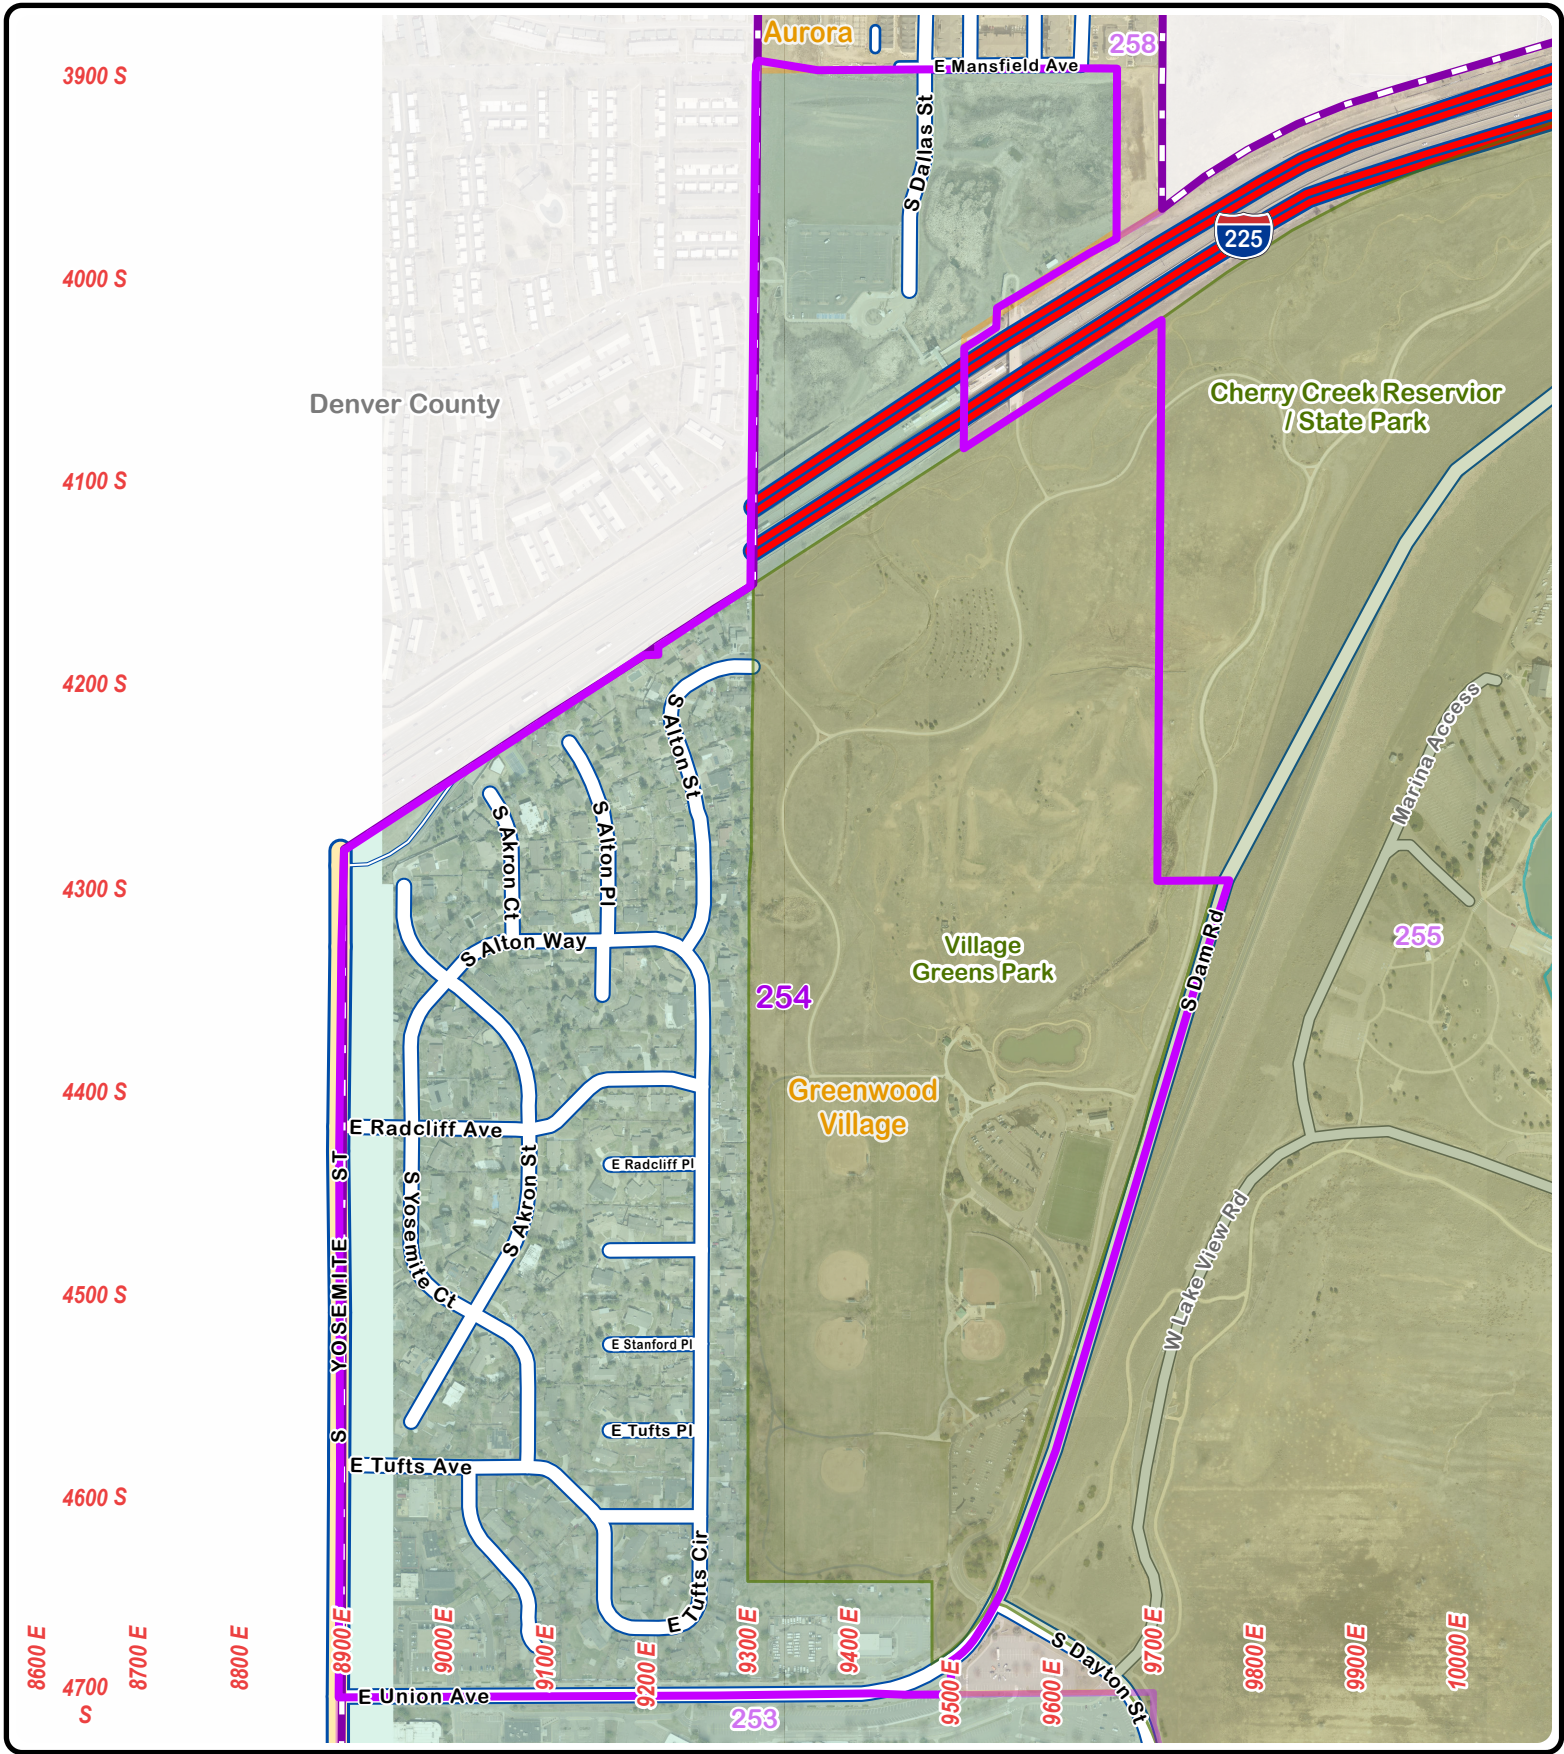 Aurora
258
3900 S
E Mansfield Ave
S Dallas St
225
4000 S
Denver County
Cherry Creek Reservior
/ State Park
4100 S
4200 S
S Alton St
Marina Access
S Akron Ct
S Alton Pl
4300 S
S Alton Way
255
Village
Greens Park
S Dam Rd
254
4400 S
Greenwood
Village
E Radcliff Ave
S YOSEMITE ST
E Radcliff Pl
S Yosemite Ct
S Akron St
W Lake View Rd
4500 S
E Stanford Pl
E Tufts Pl
E Tufts Ave
4600 S
E Tufts Cir
8600 E
8700 E
8800 E
8900 E
9000 E
9100 E
9200 E
9300 E
9400 E
9500 E
9600 E
9700 E
9800 E
9900 E
10000 E
S Dayton St
4700
S
E Union Ave
253